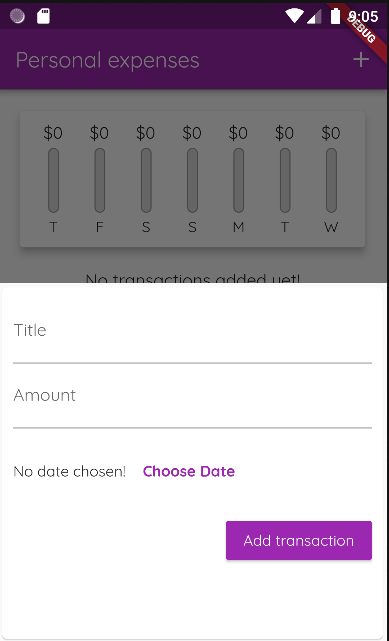 9:05
DEBUG
Personal expenses
$0 $0 $0 $0 $0 $0 $0
T F S S M T W
No transactions added yet!
Title
Amount
No date chosen! Choose Date
Add transaction